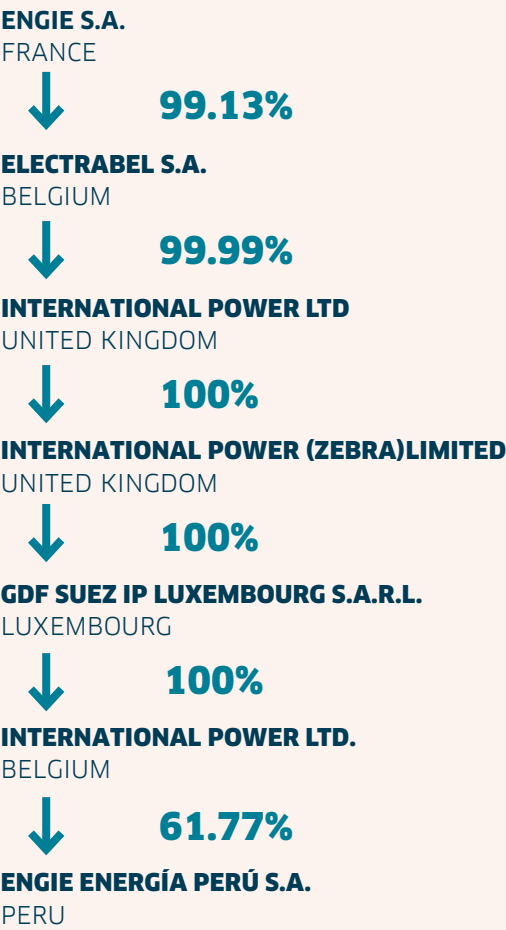 ENGIE S.A.
FRANCE
99.13%
ELECTRABEL S.A.
BELGIUM
99.99%
INTERNATIONAL POWER LTD
UNITED KINGDOM
100%
INTERNATIONAL POWER (ZEBRA)LIMITED
UNITED KINGDOM
100%
GDF SUEZ IP LUXEMBOURG S.A.R.L.
LUXEMBOURG
100%
INTERNATIONAL POWER LTD.
BELGIUM
61.77%
ENGIE ENERGÍA PERÚ S.A.
PERU